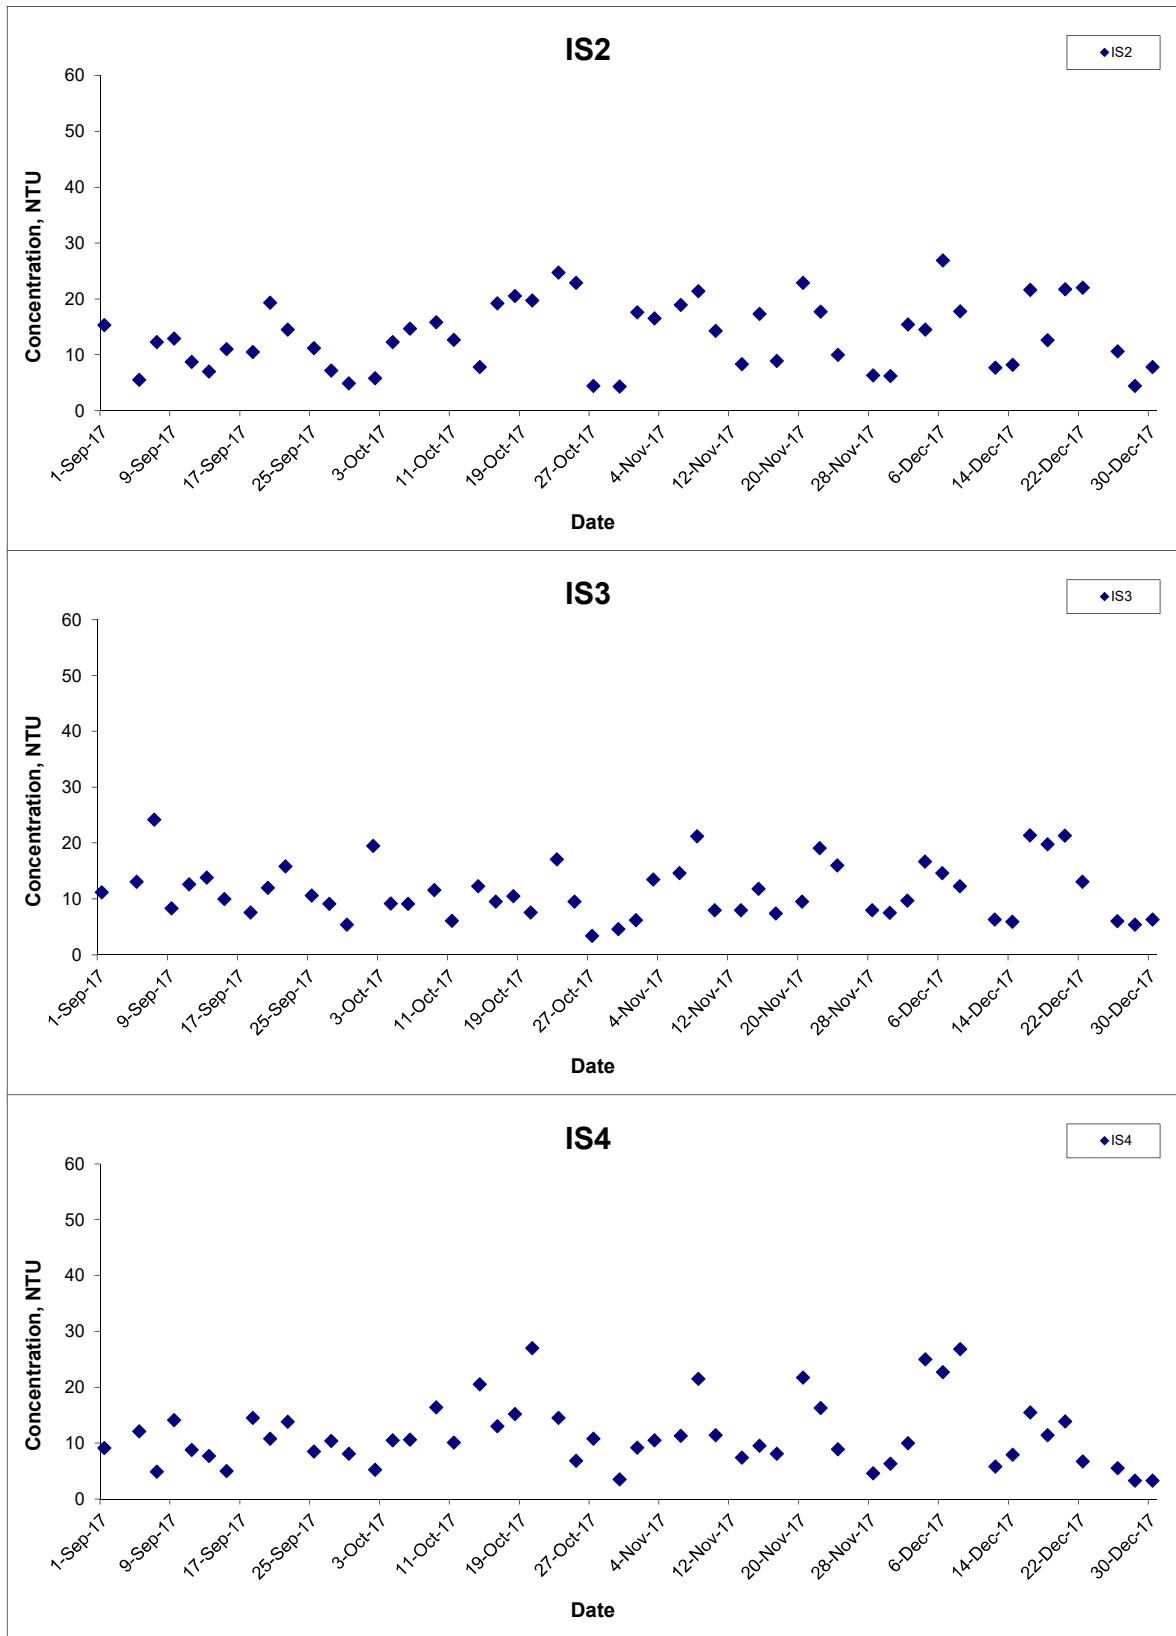 IS2
IS2
60
50
40
30
20
10
0
Concentration, NTU
1-Sep-17
9-Sep-17
17-Sep-17
25-Sep-17
3-Oct-17
11-Oct-17
19-Oct-17
27-Oct-17
4-Nov-17
12-Nov-17
20-Nov-17
28-Nov-17
6-Dec-17
14-Dec-17
22-Dec-17
30-Dec-17
Date
IS3
IS3
60
50
40
30
20
10
0
Concentration, NTU
1-Sep-17
9-Sep-17
17-Sep-17
25-Sep-17
3-Oct-17
11-Oct-17
19-Oct-17
27-Oct-17
4-Nov-17
12-Nov-17
20-Nov-17
28-Nov-17
6-Dec-17
14-Dec-17
22-Dec-17
30-Dec-17
Date
IS4
IS4
60
50
40
30
20
10
0
Concentration, NTU
1-Sep-17
9-Sep-17
17-Sep-17
25-Sep-17
3-Oct-17
11-Oct-17
19-Oct-17
27-Oct-17
4-Nov-17
12-Nov-17
20-Nov-17
28-Nov-17
6-Dec-17
14-Dec-17
22-Dec-17
30-Dec-17
Date